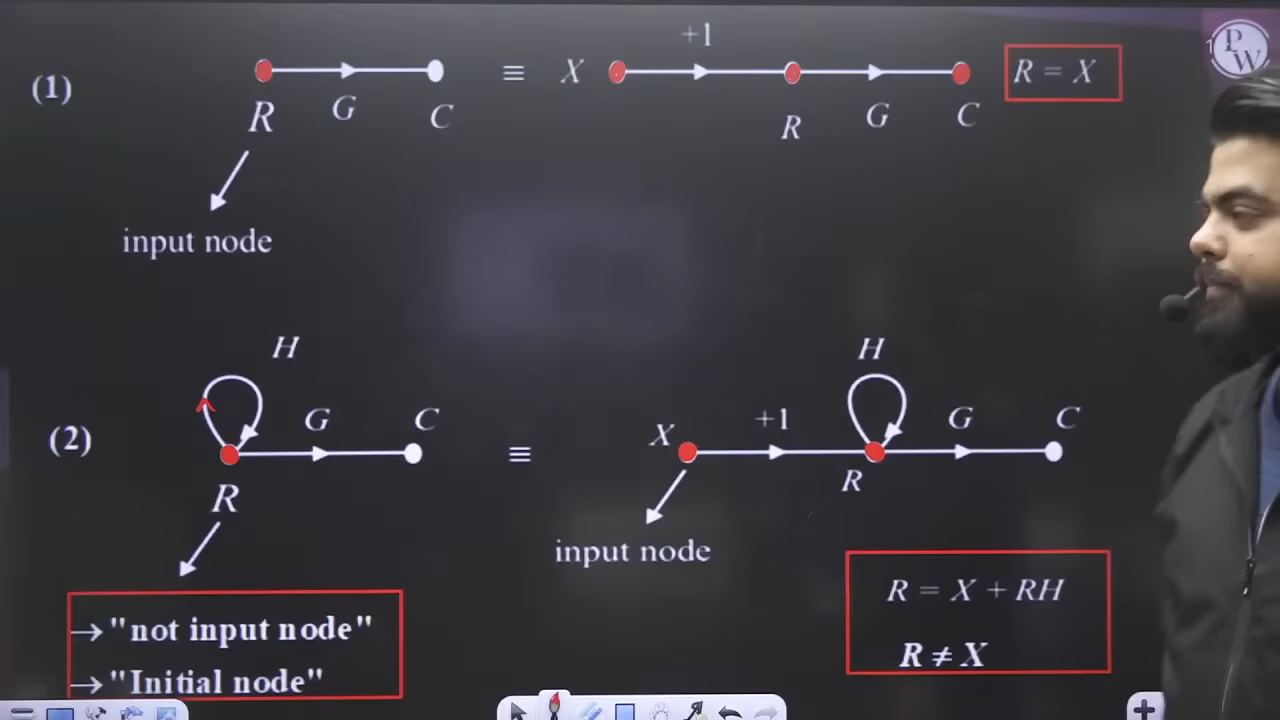 +1
(1) R G C ≡ X R G C R = X
input node
P W
(2) H R G C ≡ X +1 H R G C
input node
→ "not input node"
→ "Initial node"
R = X + RH
R ≠ X